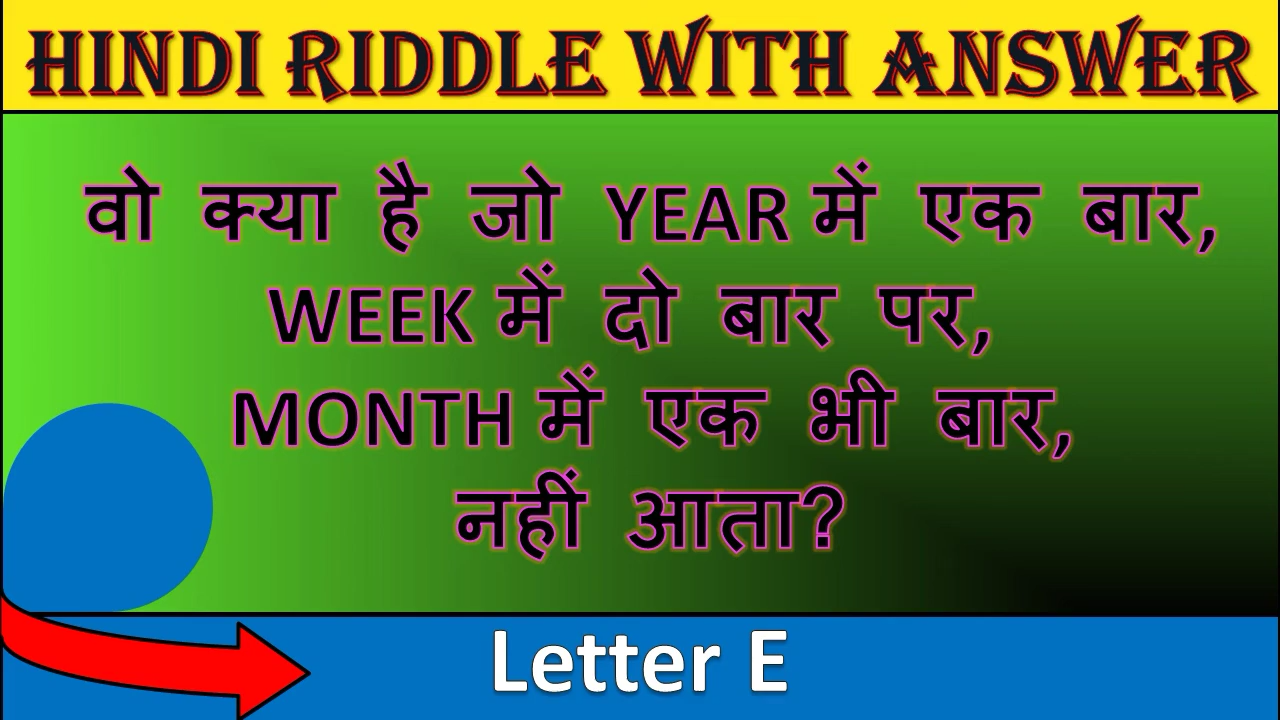 HINDI RIDDLE WITH ANSWER
वो क्या है जो YEAR में एक बार,
WEEK में दो बार पर,
MONTH में एक भी बार,
नहीं आता?
Letter E